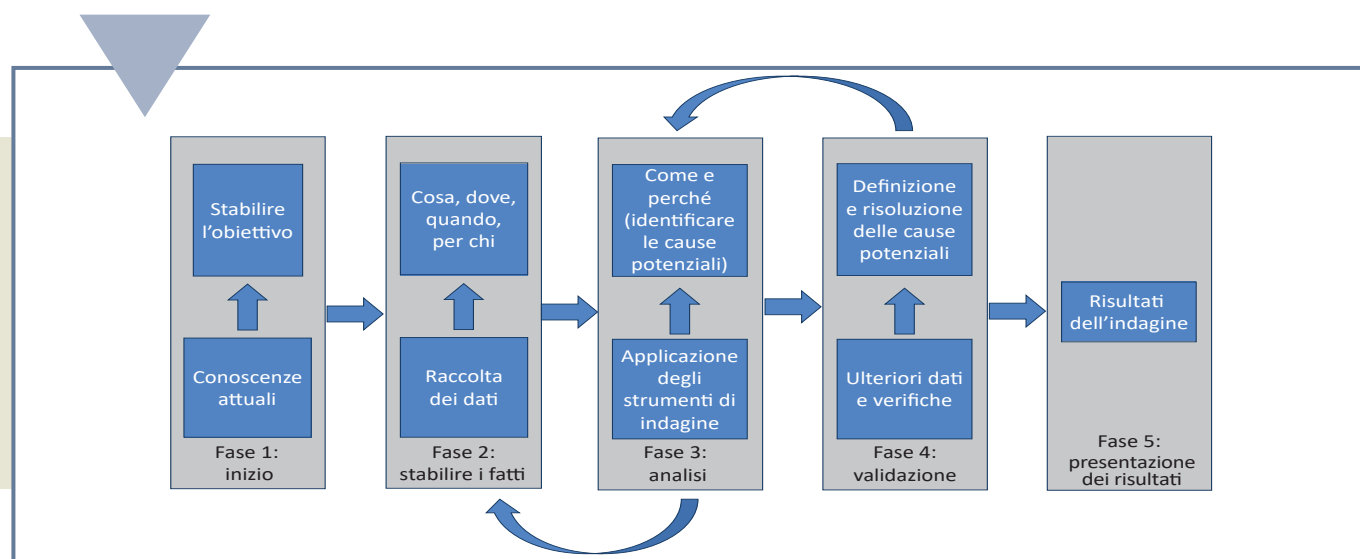 Stabilire
l’obiettivo
Conoscenze
attuali
Fase 1:
inizio
Cosa, dove,
quando,
per chi
Raccolta
dei dati
Fase 2:
stabilire i fatti
Come e
perché
(identificare
le cause
potenziali)
Applicazione
degli
strumenti di
indagine
Fase 3:
analisi
Definizione
e risoluzione
delle cause
potenziali
Ulteriori dati
e verifiche
Fase 4:
validazione
Risultati
dell’indagine
Fase 5:
presentazione
dei risultati